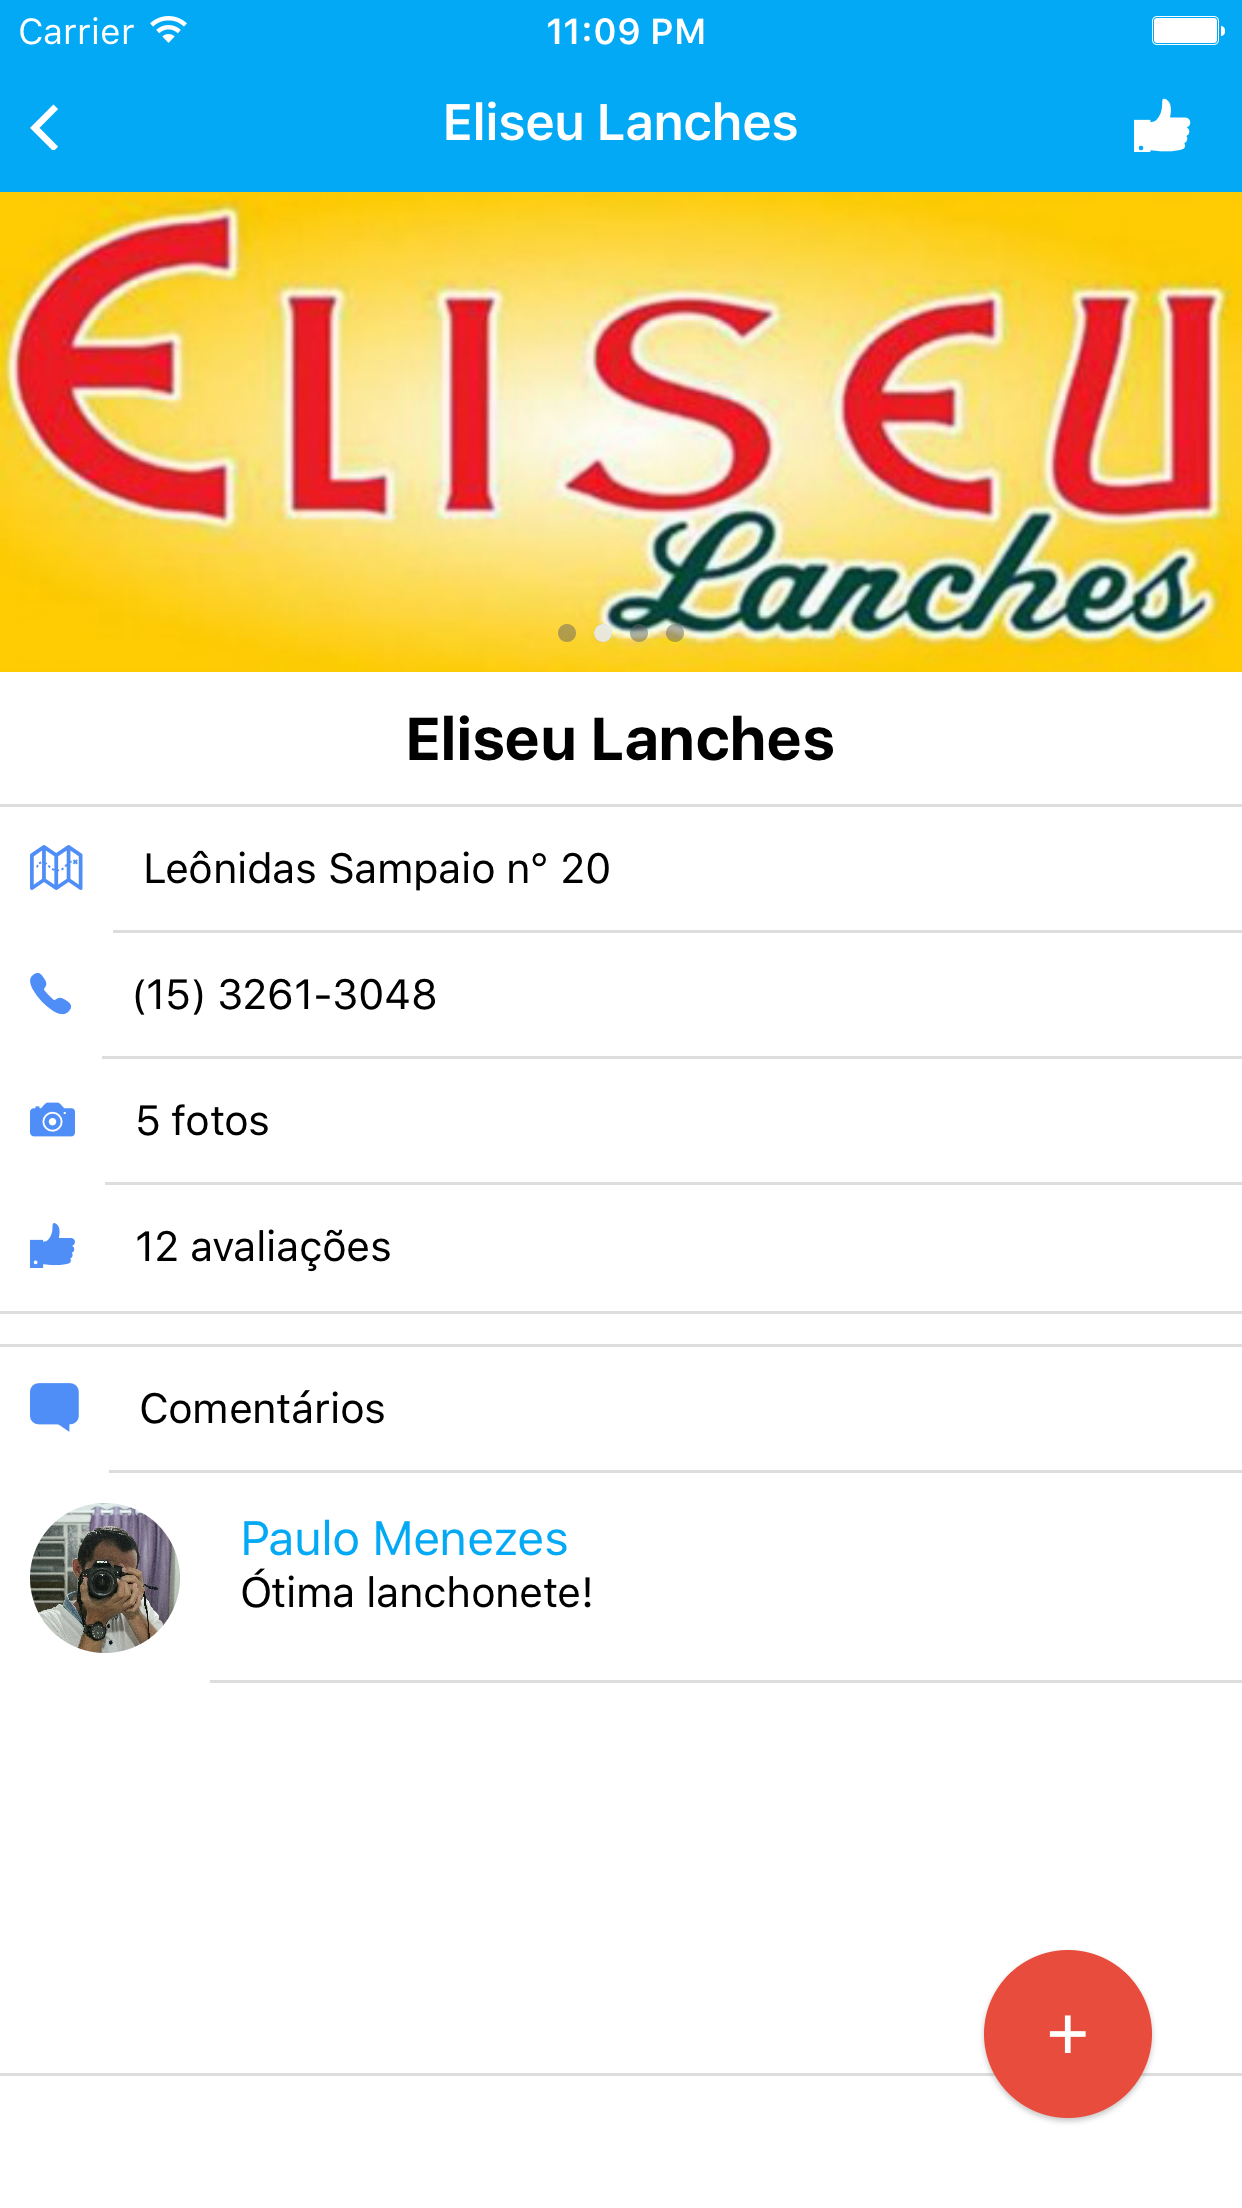 Carrier 11:09 PM
Eliseu Lanches
ELISEU
Lanches
Eliseu Lanches
Leônidas Sampaio n° 20
(15) 3261-3048
5 fotos
12 avaliações
Comentários
Paulo Menezes
Ótima lanchonete!
+